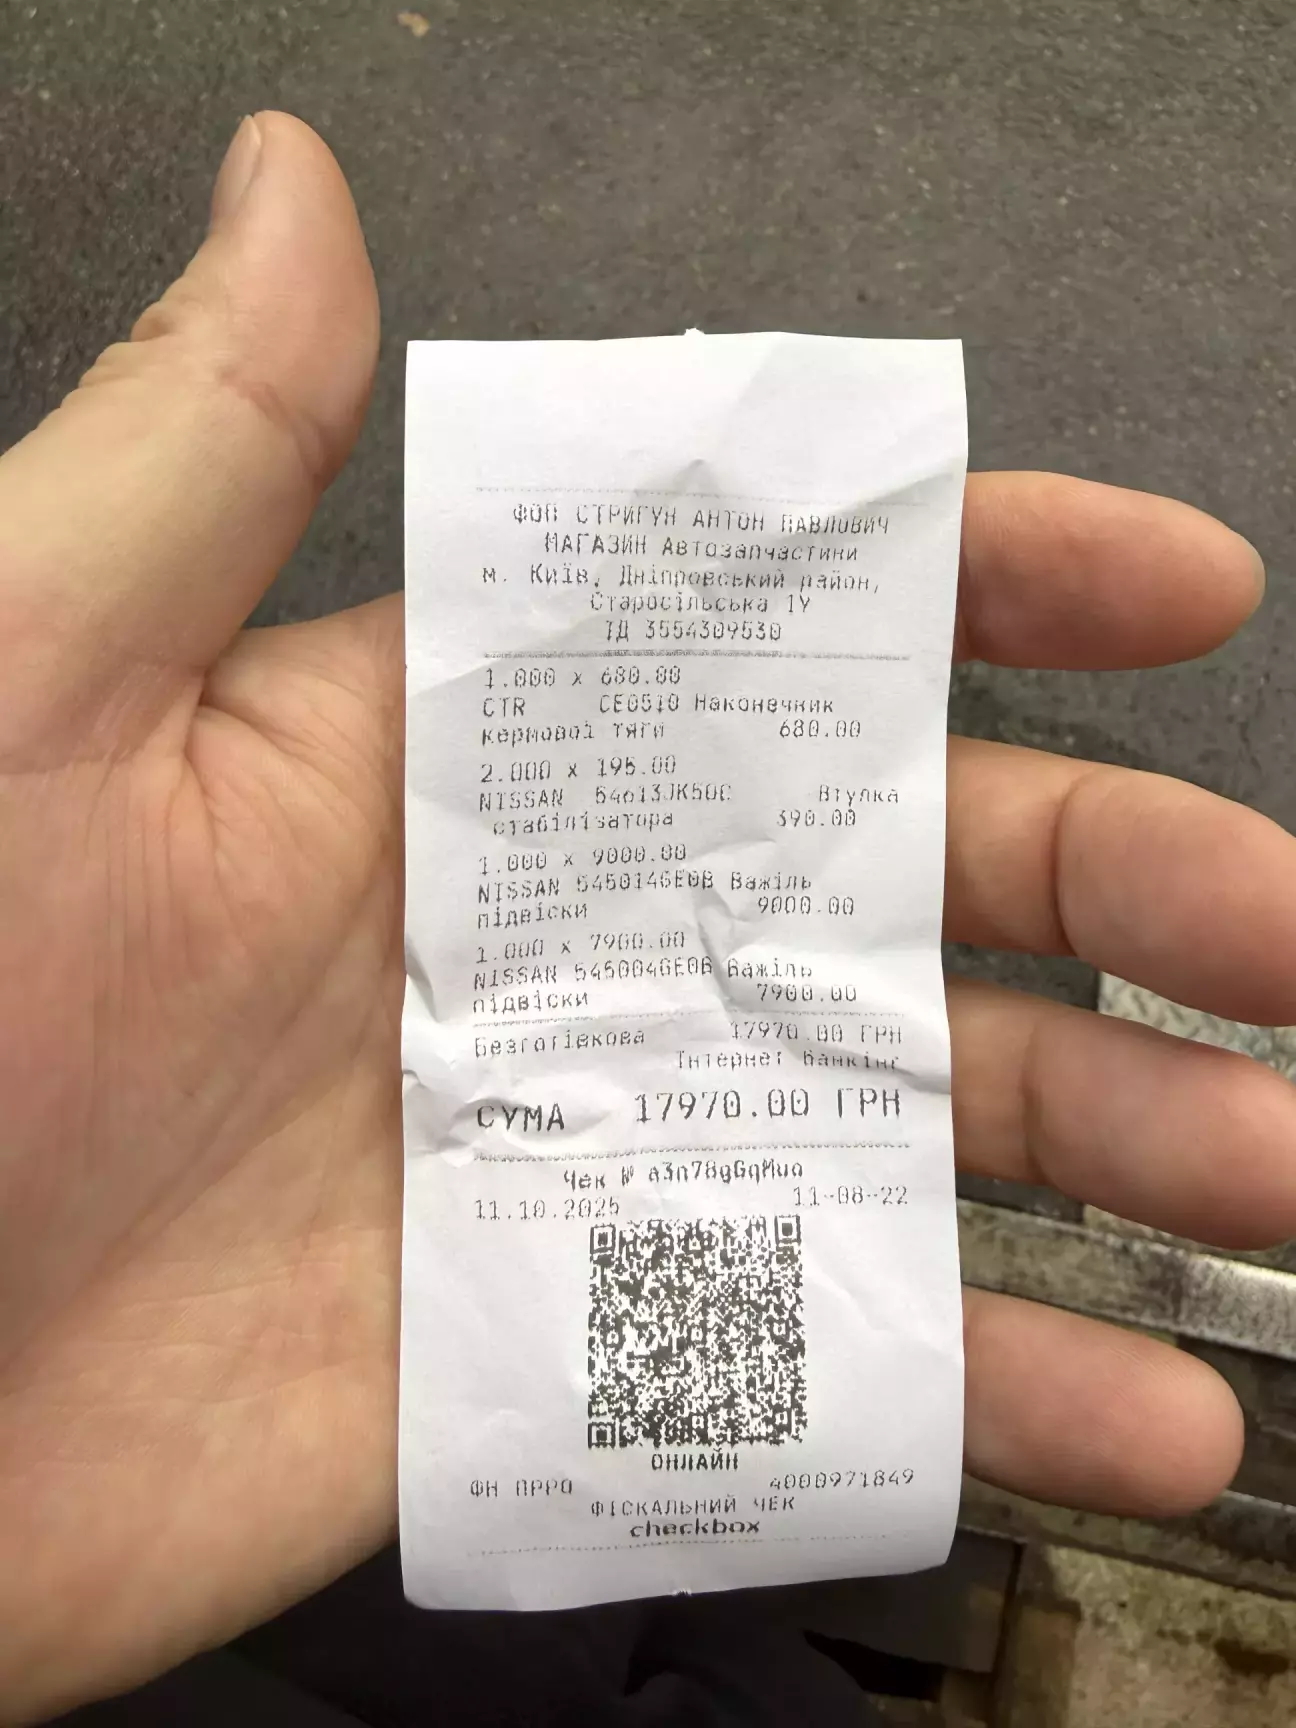 ФОП СТРИГУН АНТОН ПАВЛОВИЧ
МАГАЗИН Автозапчастини
м. Київ, Дніпровський район,
Старосільська 1У
ІД 3554309530
1.000 x 680.00
CTR CE0510 Наконечник
кермової тяги 680.00
2.000 x 195.00
NISSAN 54613JK50C Втулка
стабілізатора 390.00
1.000 x 9000.00
NISSAN 545014GE0B Важіль
підвіски 9000.00
1.000 x 7900.00
NISSAN 545004GE0B Важіль
підвіски 7900.00
Безготівкова 17970.00 ГРН
Інтернет банкінг
СУМА 17970.00 ГРН
Чек №
11.10.2025 11-08-22
ОНЛАЙН
ФН ПРРО 4000971849
ФІСКАЛЬНИЙ ЧЕК
checkbox